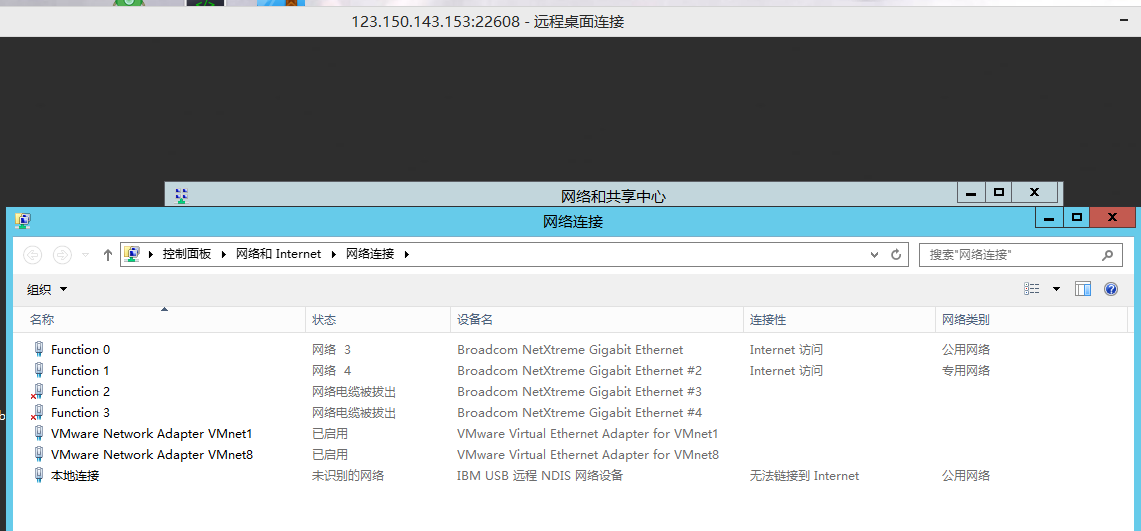 123.150.143.153:22608 - 远程桌面连接
网络和共享中心
网络连接
控制面板 网络和 Internet 网络连接 搜索"网络连接"
组织
名称 状态 设备名 连接性 网络类别
Function 0 网络 3 Broadcom NetXtreme Gigabit Ethernet Internet 访问 公用网络
Function 1 网络 4 Broadcom NetXtreme Gigabit Ethernet #2 Internet 访问 专用网络
Function 2 网络电缆被拔出 Broadcom NetXtreme Gigabit Ethernet #3
Function 3 网络电缆被拔出 Broadcom NetXtreme Gigabit Ethernet #4
VMware Network Adapter VMnet1 已启用 VMware Virtual Ethernet Adapter for VMnet1
VMware Network Adapter VMnet8 已启用 VMware Virtual Ethernet Adapter for VMnet8
本地连接 未识别的网络 IBM USB 远程 NDIS 网络设备 无法链接到 Internet 公用网络